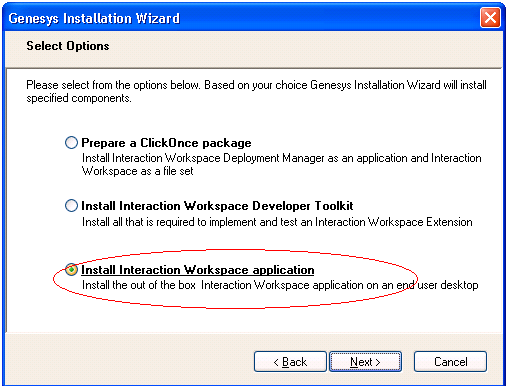 Genesys Installation Wizard
Select Options
Please select from the options below. Based on your choice Genesys Installation Wizard will install
specified components.
Prepare a ClickOnce package
Install Interaction Workspace Deployment Manager as an application and Interaction
Workspace as a file set
Install Interaction Workspace Developer Toolkit
Install all that is required to implement and test an Interaction Workspace Extension
Install Interaction Workspace application
Install the out of the box Interaction Workspace application on an end user desktop
< Back
Next >
Cancel